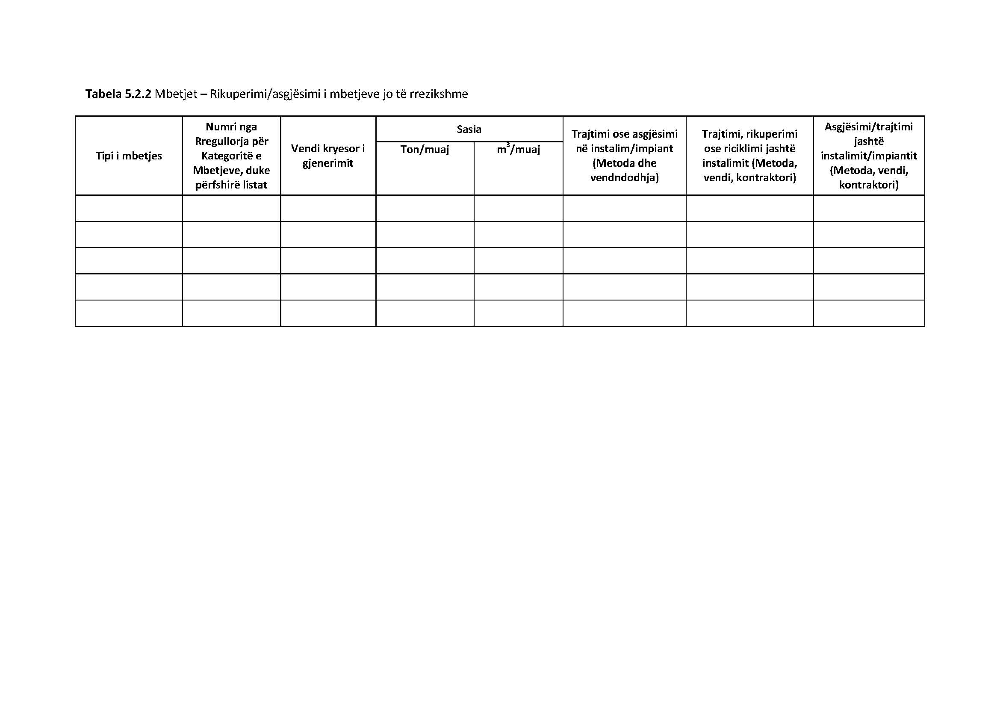 Tabela 5.2.2 Mbetjet – Rikuperimi/asgjësimi i mbetjeve jo të rrezikshme
Tipi i mbetjes
Numri nga
Rregullorja për
Kategoritë e
Mbetjeve, duke
përfshirë listat
Vendi kryesor i
gjenerimit
Sasia
Ton/muaj
m³/muaj
Trajtimi ose asgjësimi
në instalim/impiant
(Metoda dhe
vendndodhja)
Trajtimi, rikuperimi
ose riciklimi jashtë
instalimit (Metoda,
vendi, kontraktori)
Asgjësimi/trajtimi
jashtë
instalimit/impiantit
(Metoda, vendi,
kontraktori)